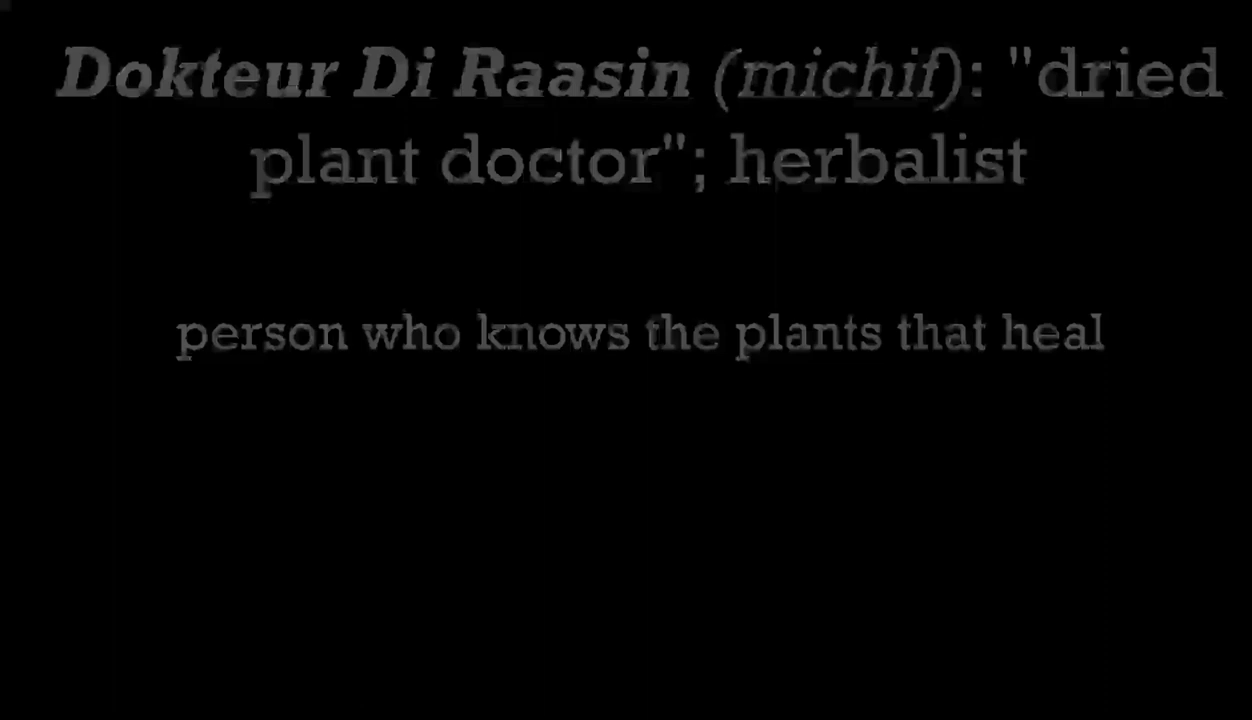 Dokteur Di Raasin (michif): "dried
plant doctor"; herbalist
person who knows the plants that heal